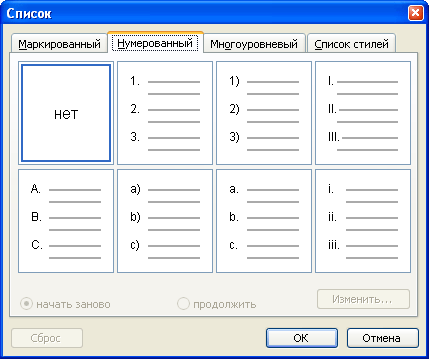 Список
Маркированный Нумерованный Многоуровневый Список стилей
нет
1.
2.
3.
1)
2)
3)
I.
II.
III.
A.
B.
C.
a)
b)
c)
a.
b.
c.
i.
ii.
iii.
начать заново продолжить Изменить...
Сброс OK Отмена